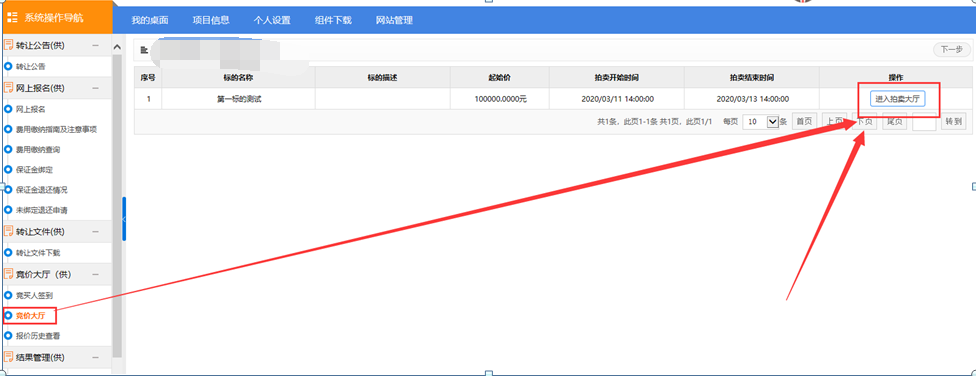 系统操作导航
我的桌面 项目信息 个人设置 组件下载 网站管理
转让公告(供)
转让公告
网上报名(供)
网上报名
费用缴纳指南及注意事项
费用缴纳查询
保证金绑定
保证金退还情况
未绑定退还申请
转让文件(供)
转让文件下载
竞价大厅（供)
竞买人签到
竞价大厅
报价历史查看
结果管理(供)
下一步
序号 标的名称 标的描述 起始价 拍卖开始时间 拍卖结束时间 操作
1 第一标的测试 100000.0000元 2020/03/11 14:00:00 2020/03/13 14:00:00 进入拍卖大厅
共1条，此页1-1条 共1页，此页1/1 每页 10 条 首页 上页 下页 尾页 转到